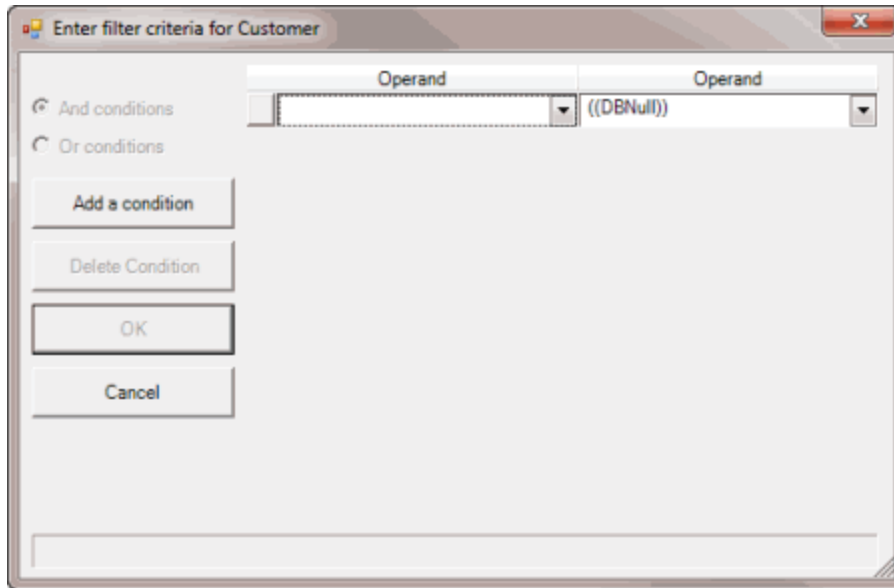 Enter filter criteria for Customer
Operand Operand
And conditions
((DBNull))
Or conditions
Add a condition
Delete Condition
OK
Cancel